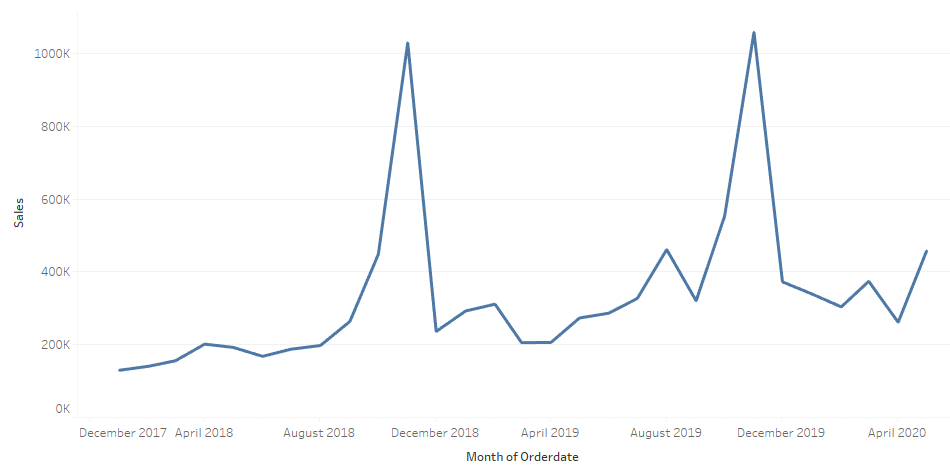 1000K
800K
600K
400K
200K
0K
Sales
December 2017 April 2018 August 2018 December 2018 April 2019 August 2019 December 2019 April 2020
Month of Orderdate